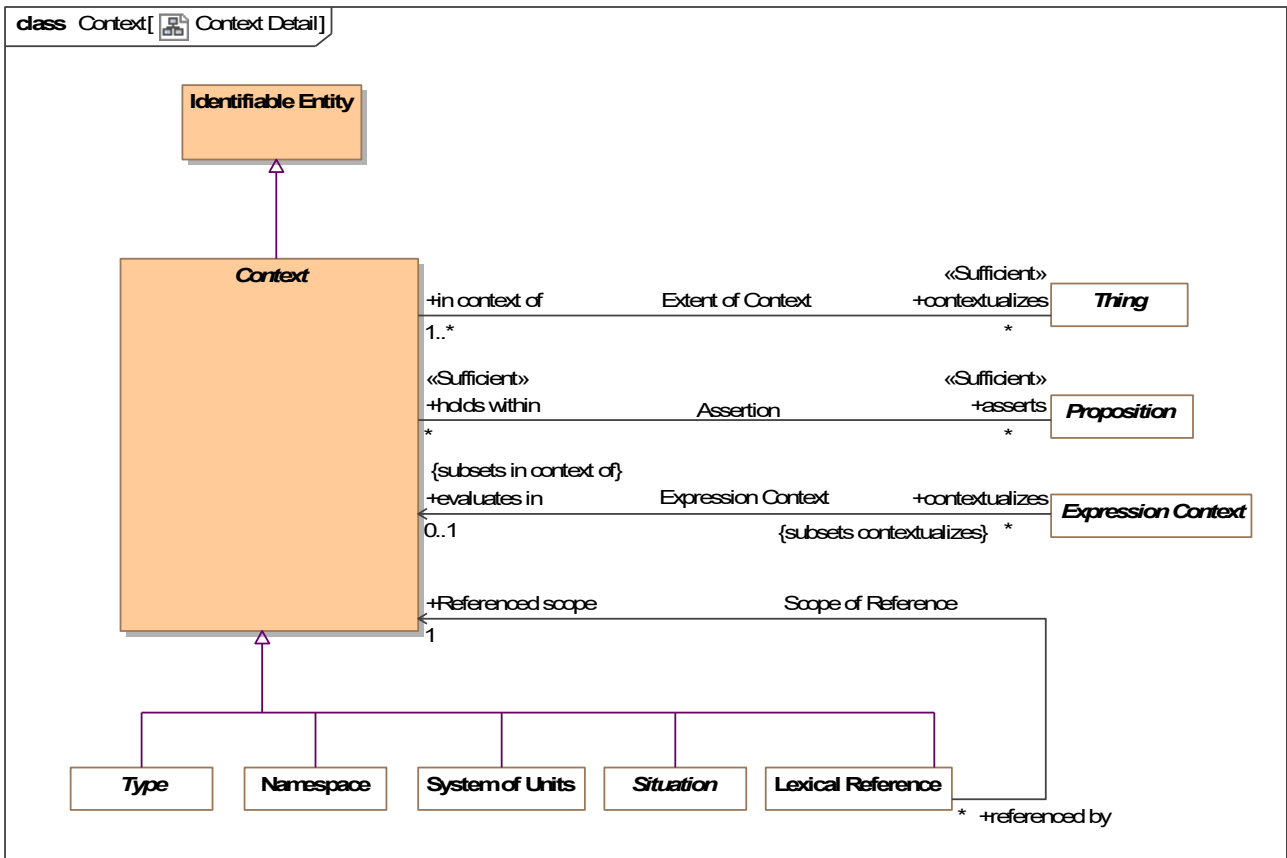 class Context[ Context Detail]
Identifiable Entity
Context
«Sufficient»
+in context of Extent of Context +contextualizes Thing
1..* *
«Sufficient» «Sufficient»
+holds within Assertion +asserts Proposition
* *
{subsets in context of}
+evaluates in Expression Context +contextualizes Expression Context
0..1 {subsets contextualizes} *
+Referenced scope Scope of Reference
1
Type Namespace System of Units Situation Lexical Reference
* +referenced by